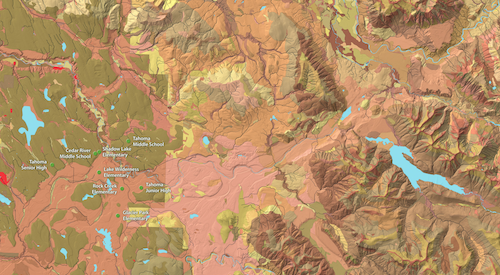 Tahoma
Middle School
Cedar River
Middle School
Shadow Lake
Elementary
Tahoma
Senior High
Lake Wilderness
Elementary
Rock Creek
Elementary
Tahoma
Junior High
Glacier Park
Elementary